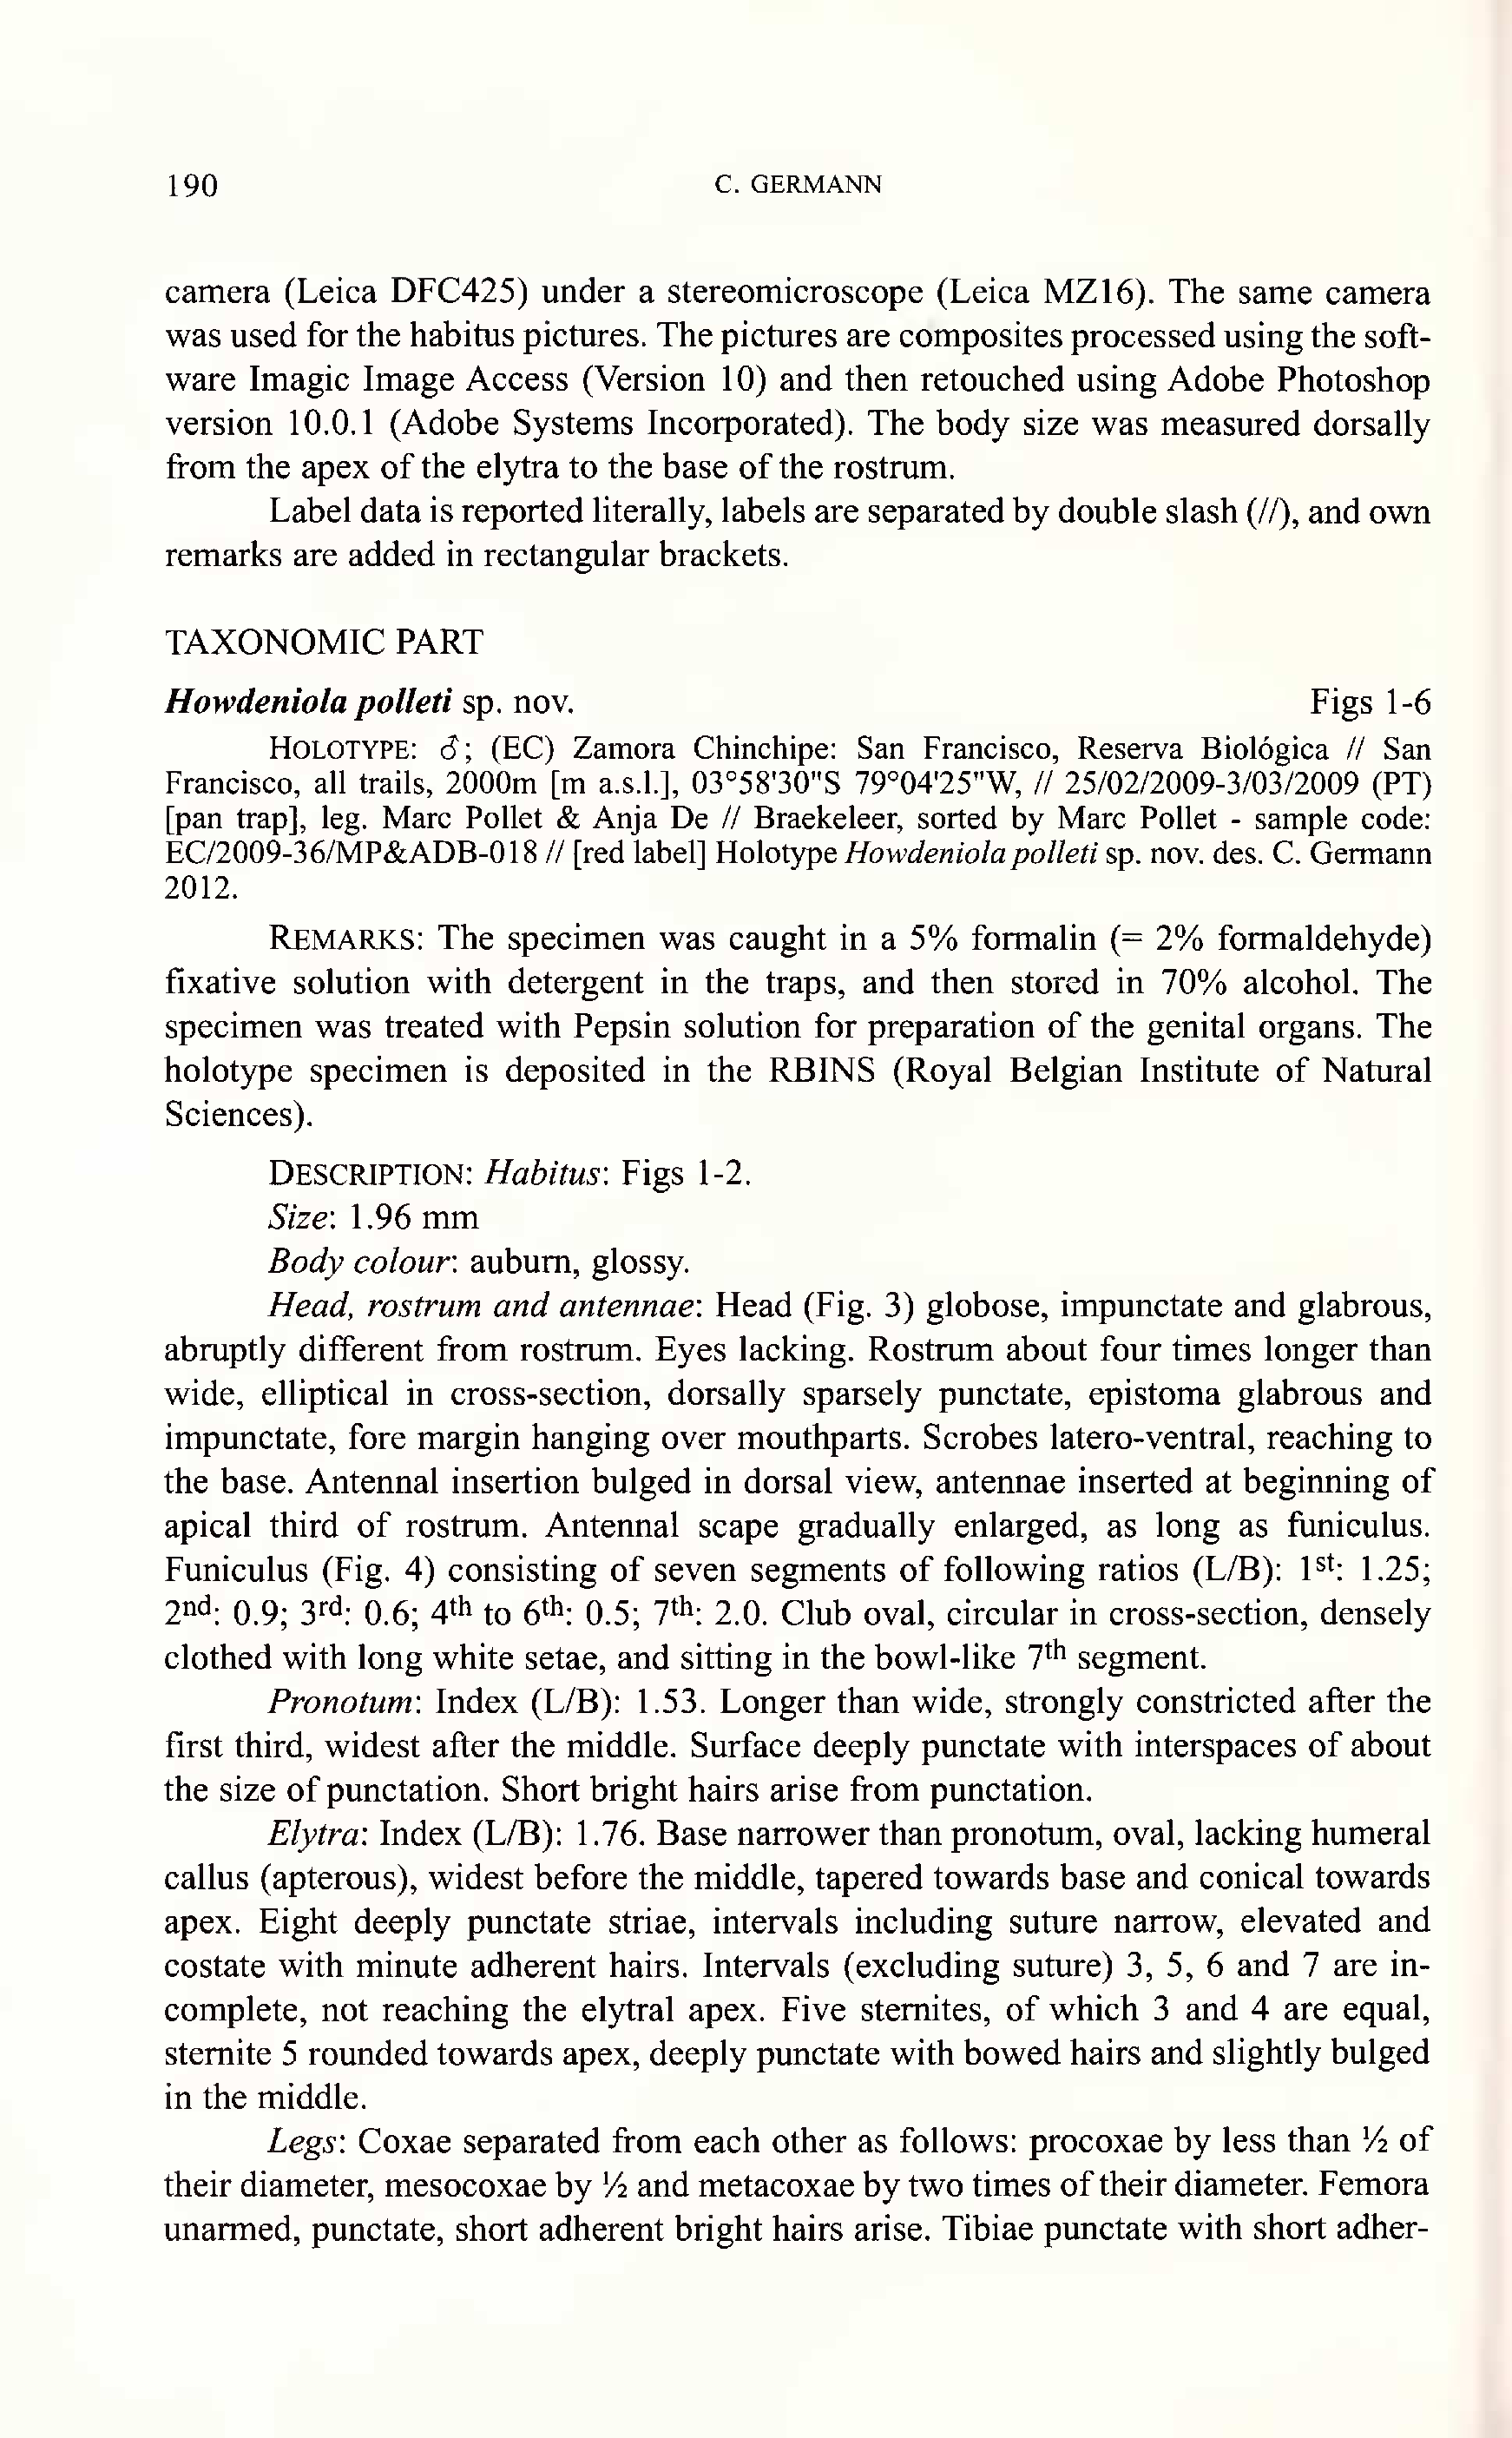 190 C. GERMANN
camera (Leica DFC425) under a stereomicroscope (Leica MZ16). The same camera
was used for the habitus pictures. The pictures are composites processed using the soft-
ware Imagic Image Access (Version 10) and then retouched using Adobe Photoshop
version 10.0.1 (Adobe Systems Incorporated). The body size was measured dorsally
from the apex of the elytra to the base of the rostrum.
Label data is reported literally, labels are separated by double slash (//), and own
remarks are added in rectangular brackets.
TAXONOMIC PART
Howdeniola polleti sp. nov. Figs 1-6
HOLOTYPE: ♂; (EC) Zamora Chinchipe: San Francisco, Reserva Biológica // San
Francisco, all trails, 2000m [m a.s.l.], 03°58'30"S 79°04'25"W, // 25/02/2009-3/03/2009 (PT)
[pan trap], leg. Marc Pollet & Anja De // Braekeleer, sorted by Marc Pollet - sample code:
EC/2009-36/MP&ADB-018 // [red label] Holotype Howdeniola polleti sp. nov. des. C. Germann
2012.
REMARKS: The specimen was caught in a 5% formalin (= 2% formaldehyde)
fixative solution with detergent in the traps, and then stored in 70% alcohol. The
specimen was treated with Pepsin solution for preparation of the genital organs. The
holotype specimen is deposited in the RBINS (Royal Belgian Institute of Natural
Sciences).
DESCRIPTION: Habitus: Figs 1-2.
Size: 1.96 mm
Body colour: auburn, glossy.
Head, rostrum and antennae: Head (Fig. 3) globose, impunctate and glabrous,
abruptly different from rostrum. Eyes lacking. Rostrum about four times longer than
wide, elliptical in cross-section, dorsally sparsely punctate, epistoma glabrous and
impunctate, fore margin hanging over mouthparts. Scrobes latero-ventral, reaching to
the base. Antennal insertion bulged in dorsal view, antennae inserted at beginning of
apical third of rostrum. Antennal scape gradually enlarged, as long as funiculus.
Funiculus (Fig. 4) consisting of seven segments of following ratios (L/B): 1st: 1.25;
2nd: 0.9; 3rd: 0.6; 4th to 6th: 0.5; 7th: 2.0. Club oval, circular in cross-section, densely
clothed with long white setae, and sitting in the bowl-like 7th segment.
Pronotum: Index (L/B): 1.53. Longer than wide, strongly constricted after the
first third, widest after the middle. Surface deeply punctate with interspaces of about
the size of punctation. Short bright hairs arise from punctation.
Elytra: Index (L/B): 1.76. Base narrower than pronotum, oval, lacking humeral
callus (apterous), widest before the middle, tapered towards base and conical towards
apex. Eight deeply punctate striae, intervals including suture narrow, elevated and
costate with minute adherent hairs. Intervals (excluding suture) 3, 5, 6 and 7 are in-
complete, not reaching the elytral apex. Five sternites, of which 3 and 4 are equal,
sternite 5 rounded towards apex, deeply punctate with bowed hairs and slightly bulged
in the middle.
Legs: Coxae separated from each other as follows: procoxae by less than ½ of
their diameter, mesocoxae by ½ and metacoxae by two times of their diameter. Femora
unarmed, punctate, short adherent bright hairs arise. Tibiae punctate with short adher-